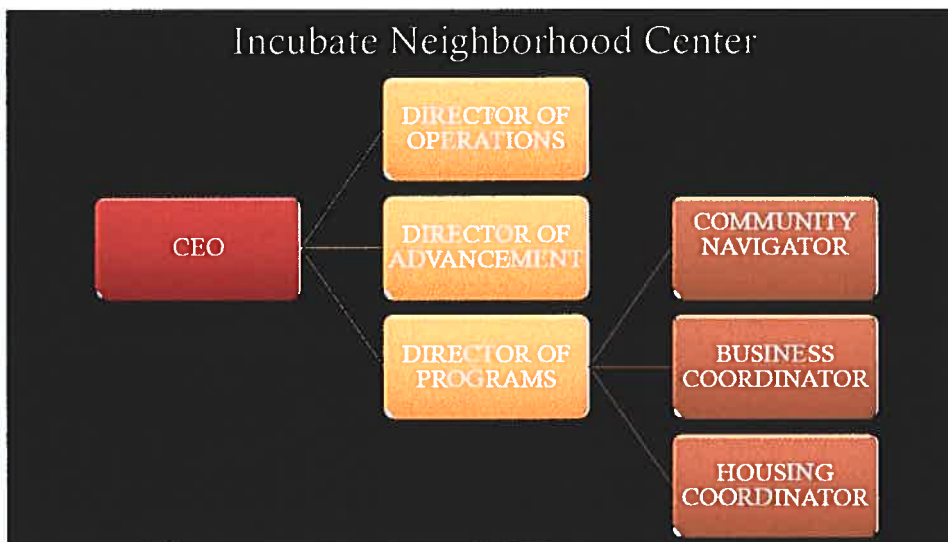 Incubate Neighborhood Center
DIRECTOR OF
OPERATIONS
CEO
DIRECTOR OF
ADVANCEMENT
DIRECTOR OF
PROGRAMS
COMMUNITY
NAVIGATOR
BUSINESS
COORDINATOR
HOUSING
COORDINATOR